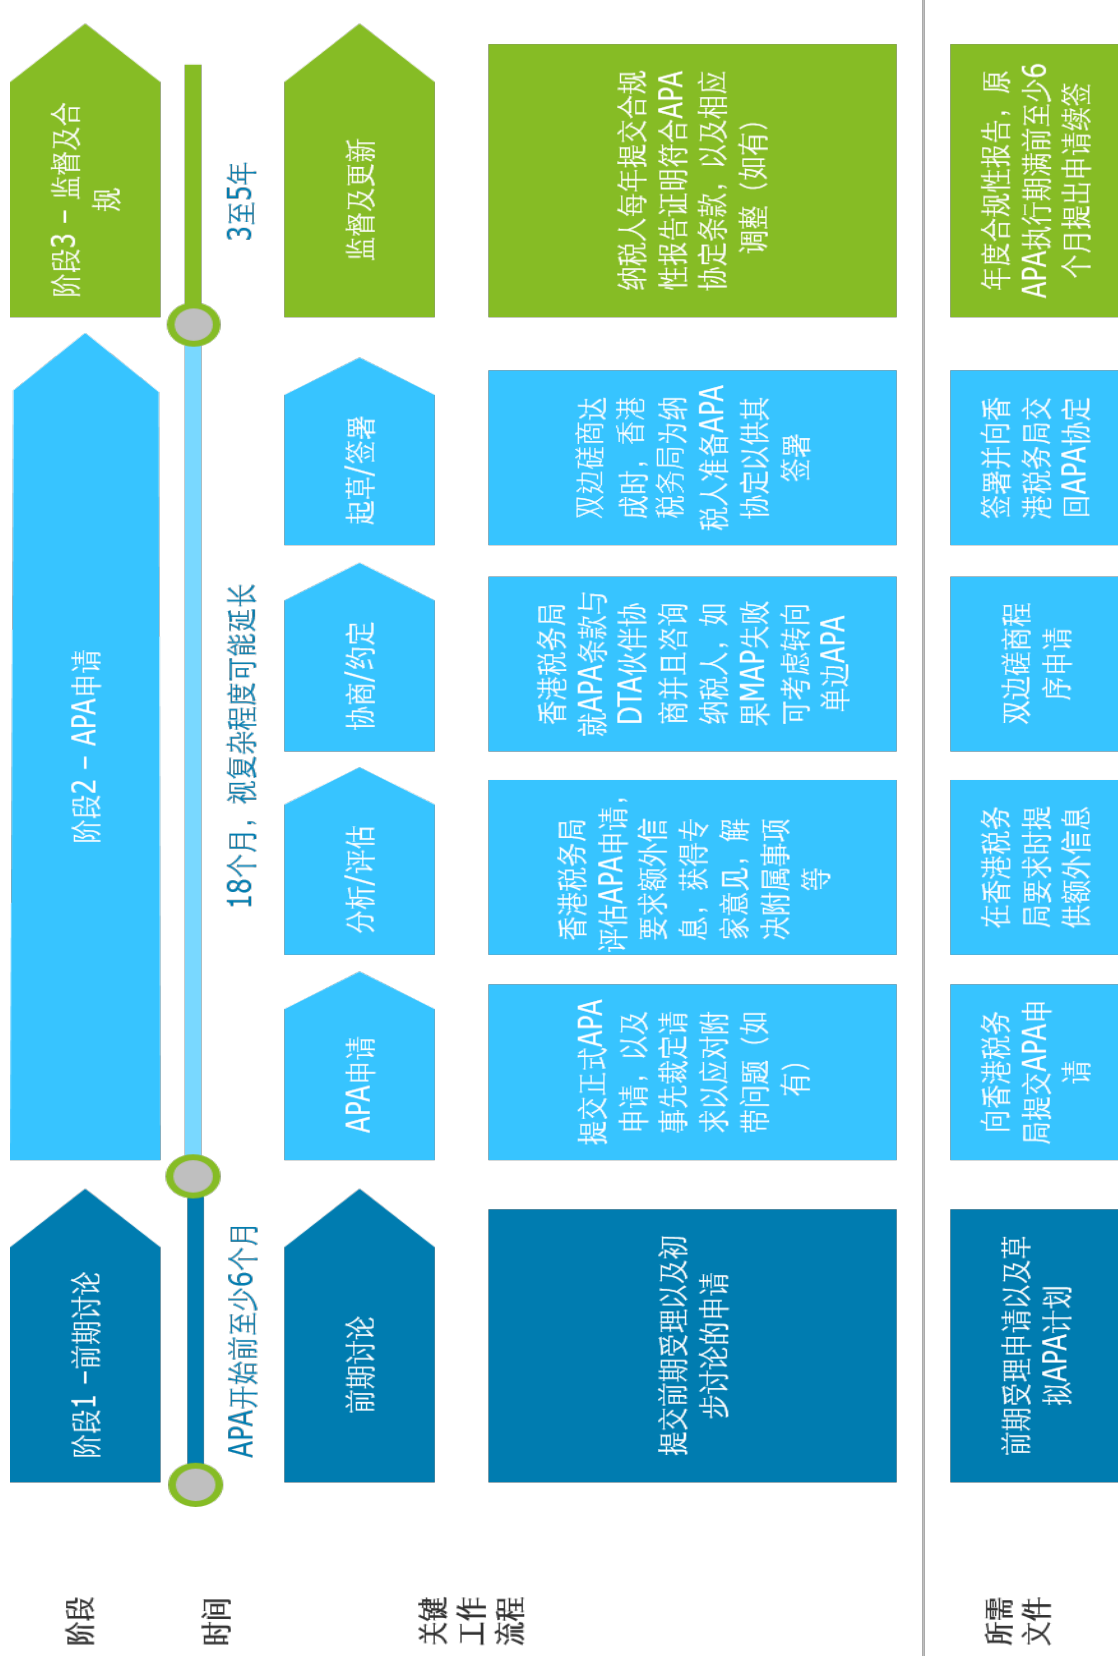 阶段
阶段1 –前期讨论
阶段2 – APA申请
阶段3 – 监督及合
规
时间
APA开始前至少6个月
18个月，视复杂程度可能延长
3至5年
关键
工作
流程
前期讨论
APA申请
分析/评估
协商/约定
起草/签署
监督及更新
提交前期受理以及初
步讨论的申请
提交正式APA
申请，以及
事先裁定请
求以应对附
带问题（如
有）
香港税务局
评估APA申请，
要求额外信
息，获得专
家意见，解
决附属事项
等
香港税务局
就APA条款与
DTA伙伴协
商并且咨询
纳税人，如
果MAP失败
可考虑转向
单边APA
双边磋商达
成时，香港
税务局为纳
税人准备APA
协定以供其
签署
纳税人每年提交合规
性报告证明符合APA
协定条款，以及相应
调整（如有）
所需
文件
前期受理申请以及草
拟APA计划
向香港税务
局提交APA申
请
在香港税务
局要求时提
供额外信息
双边磋商程
序申请
签署并向香
港税务局交
回APA协定
年度合规性报告，原
APA执行期满前至少6
个月提出申请续签